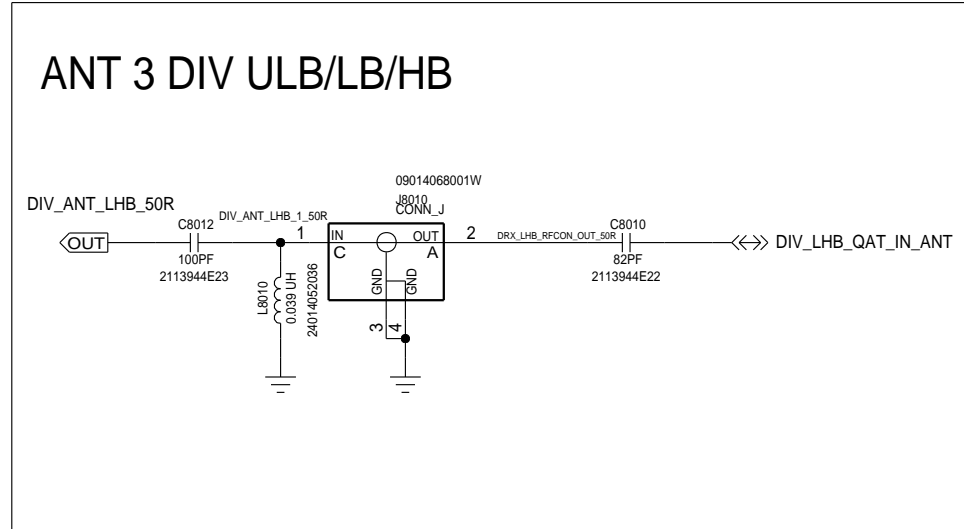 ANT 3 DIV ULB/LB/HB
09014068001W
J8010
CONN_J
DIV_ANT_LHB_50R
C8012
DIV_ANT_LHB_1_50R
1
IN
OUT
2
DRX_LHB_RFCON_OUT_50R
C8010
OUT
C
A
DIV_LHB_QAT_IN_ANT
100PF
2113944E23
82PF
2113944E22
L8010
0.039 UH
24014052036
GND
GND
3
4